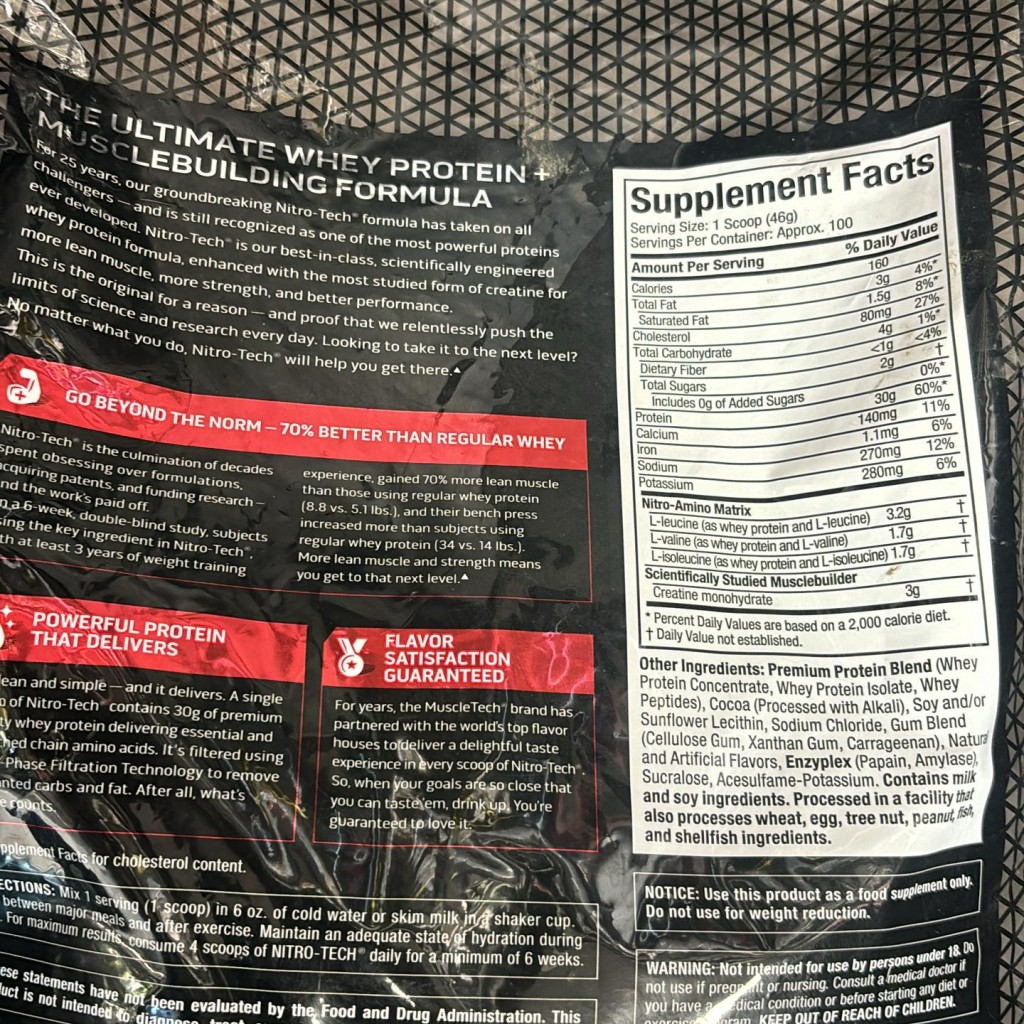 THE ULTIMATE WHEY PROTEIN +
MUSCLEBUILDING FORMULA
For 25 years, our groundbreaking Nitro-Tech® formula has taken on all
challengers — and is still recognized as one of the most powerful proteins
ever developed. Nitro-Tech® is our best-in-class, scientifically engineered
whey protein formula, enhanced with the most studied form of creatine for
more lean muscle, more strength, and better performance.
This is the original for a reason — and proof that we relentlessly push the
limits of science and research every day. Looking to take it to the next level?
No matter what you do, Nitro-Tech® will help you get there.▲
GO BEYOND THE NORM — 70% BETTER THAN REGULAR WHEY
Nitro-Tech® is the culmination of decades
spent obsessing over formulations,
acquiring patents, and funding research —
nd the work's paid off.
n a 6-week, double-blind study, subjects
sing the key ingredient in Nitro-Tech®,
th at least 3 years of weight training
experience, gained 70% more lean muscle
than those using regular whey protein
(8.8 vs. 5.1 lbs.), and their bench press
increased more than subjects using
regular whey protein (34 vs. 14 lbs.).
More lean muscle and strength means
you get to that next level.▲
POWERFUL PROTEIN
THAT DELIVERS
ean and simple — and it delivers. A single
p of Nitro-Tech® contains 30g of premium
ty whey protein delivering essential and
hed chain amino acids. It's filtered using
-Phase Filtration Technology to remove
nted carbs and fat. After all, what's
e counts.
FLAVOR
SATISFACTION
GUARANTEED
For years, the MuscleTech® brand has
partnered with the world's top flavor
houses to deliver a delightful taste
experience in every scoop of Nitro-Tech®.
So, when your goals are so close that
you can taste 'em, drink up. You're
guaranteed to love it.
pplement Facts for cholesterol content.
ECTIONS: Mix 1 serving (1 scoop) in 6 oz. of cold water or skim milk in a shaker cup.
between major meals and after exercise. Maintain an adequate state of hydration during
. For maximum results, consume 4 scoops of NITRO-TECH® daily for a minimum of 6 weeks.
ese statements have not been evaluated by the Food and Drug Administration. This
uct is not intended to diagnose, treat,
Supplement Facts
Serving Size: 1 Scoop (46g)
Servings Per Container: Approx. 100
Amount Per Serving % Daily Value
Calories 160
Total Fat 3g 4%*
Saturated Fat 1.5g 8%*
Cholesterol 80mg 27%
Total Carbohydrate 4g 1%*
Dietary Fiber <1g <4%
Total Sugars 2g †
Includes 0g of Added Sugars 0%*
Protein 30g 60%*
Calcium 140mg 11%
Iron 1.1mg 6%
Sodium 270mg 12%
Potassium 280mg 6%
Nitro-Amino Matrix
L-leucine (as whey protein and L-leucine) 3.2g †
L-valine (as whey protein and L-valine) 1.7g †
L-isoleucine (as whey protein and L-isoleucine) 1.7g †
Scientifically Studied Musclebuilder
Creatine monohydrate 3g †
* Percent Daily Values are based on a 2,000 calorie diet.
† Daily Value not established.
Other Ingredients: Premium Protein Blend (Whey
Protein Concentrate, Whey Protein Isolate, Whey
Peptides), Cocoa (Processed with Alkali), Soy and/or
Sunflower Lecithin, Sodium Chloride, Gum Blend
(Cellulose Gum, Xanthan Gum, Carrageenan), Natural
and Artificial Flavors, Enzyplex (Papain, Amylase),
Sucralose, Acesulfame-Potassium. Contains milk
and soy ingredients. Processed in a facility that
also processes wheat, egg, tree nut, peanut, fish,
and shellfish ingredients.
NOTICE: Use this product as a food supplement only.
Do not use for weight reduction.
WARNING: Not intended for use by persons under 18. Do
not use if pregnant or nursing. Consult a medical doctor if
you have a medical condition or before starting any diet or
exercise program. KEEP OUT OF REACH OF CHILDREN.